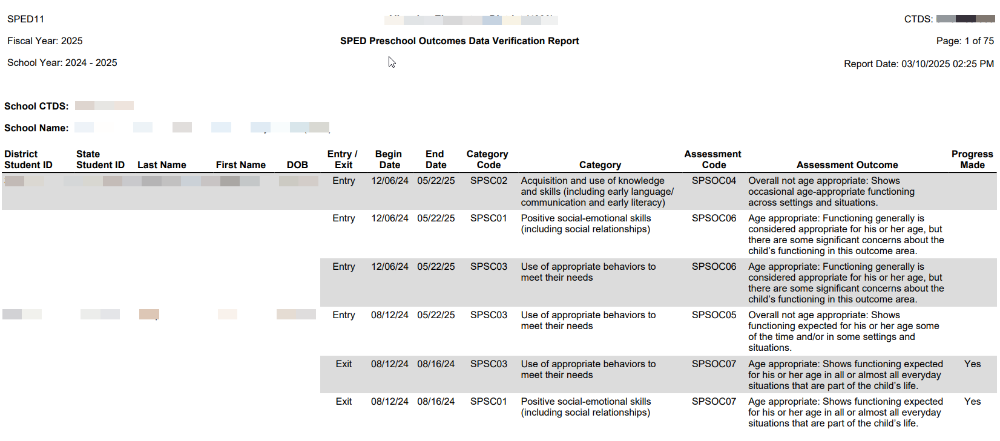 SPED11
CTDS:
Fiscal Year: 2025
SPED Preschool Outcomes Data Verification Report
Page: 1 of 75
School Year: 2024 - 2025
Report Date: 03/10/2025 02:25 PM
School CTDS:
School Name:
District Student ID State Student ID Last Name First Name DOB Entry / Exit Begin Date End Date Category Code Category Assessment Code Assessment Outcome Progress Made
Entry 12/06/24 05/22/25 SPSC02 Acquisition and use of knowledge SPSOC04 Overall not age appropriate: Shows
and skills (including early language/ occasional age-appropriate functioning
communication and early literacy) across settings and situations.
Entry 12/06/24 05/22/25 SPSC01 Positive social-emotional skills SPSOC06 Age appropriate: Functioning generally is
(including social relationships) considered appropriate for his or her age, but
there are some significant concerns about the
child’s functioning in this outcome area.
Entry 12/06/24 05/22/25 SPSC03 Use of appropriate behaviors to SPSOC06 Age appropriate: Functioning generally is
meet their needs considered appropriate for his or her age, but
there are some significant concerns about the
child’s functioning in this outcome area.
Entry 08/12/24 05/22/25 SPSC03 Use of appropriate behaviors to SPSOC05 Overall not age appropriate: Shows
meet their needs functioning expected for his or her age some
of the time and/or in some settings and
situations.
Exit 08/12/24 08/16/24 SPSC03 Use of appropriate behaviors to SPSOC07 Age appropriate: Shows functioning expected Yes
meet their needs for his or her age in all or almost all everyday
situations that are part of the child’s life.
Exit 08/12/24 08/16/24 SPSC01 Positive social-emotional skills SPSOC07 Age appropriate: Shows functioning expected Yes
(including social relationships) for his or her age in all or almost all everyday
situations that are part of the child’s life.